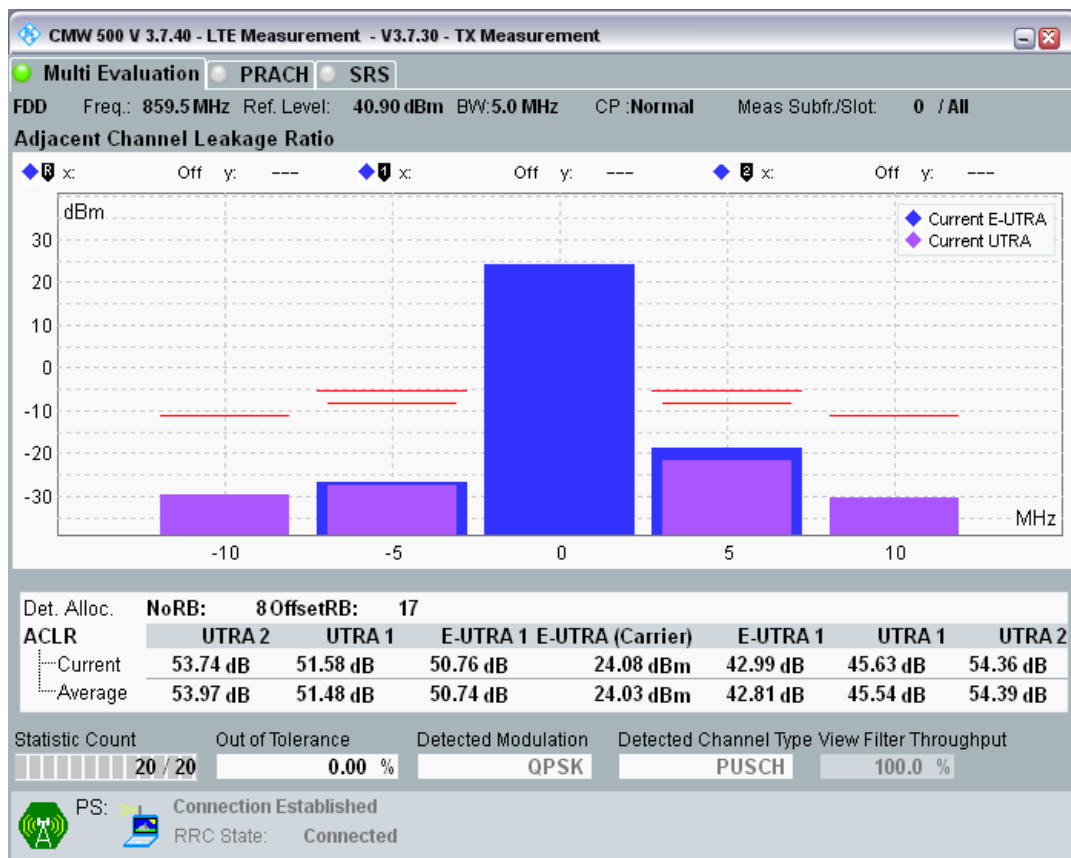 CMW 500 V 3.7.40 - LTE Measurement - V3.7.30 - TX Measurement
Multi Evaluation PRACH SRS
FDD Freq.: 859.5 MHz Ref. Level: 40.90 dBm BW:5.0 MHz CP :Normal Meas Subfr./Slot: 0 / All
Adjacent Channel Leakage Ratio
R x: Off y: --- 1 x: Off y: --- 2 x: Off y: ---
dBm
Current E-UTRA
Current UTRA
30
20
10
0
-10
-20
-30
MHz
-10 -5 0 5 10
Det. Alloc. NoRB: 8 OffsetRB: 17
ACLR UTRA 2 UTRA 1 E-UTRA 1 E-UTRA (Carrier) E-UTRA 1 UTRA 1 UTRA 2
Current 53.74 dB 51.58 dB 50.76 dB 24.08 dBm 42.99 dB 45.63 dB 54.36 dB
Average 53.97 dB 51.48 dB 50.74 dB 24.03 dBm 42.81 dB 45.54 dB 54.39 dB
Statistic Count Out of Tolerance Detected Modulation Detected Channel Type View Filter Throughput
20 / 20 0.00 % QPSK PUSCH 100.0 %
PS: Connection Established
RRC State: Connected